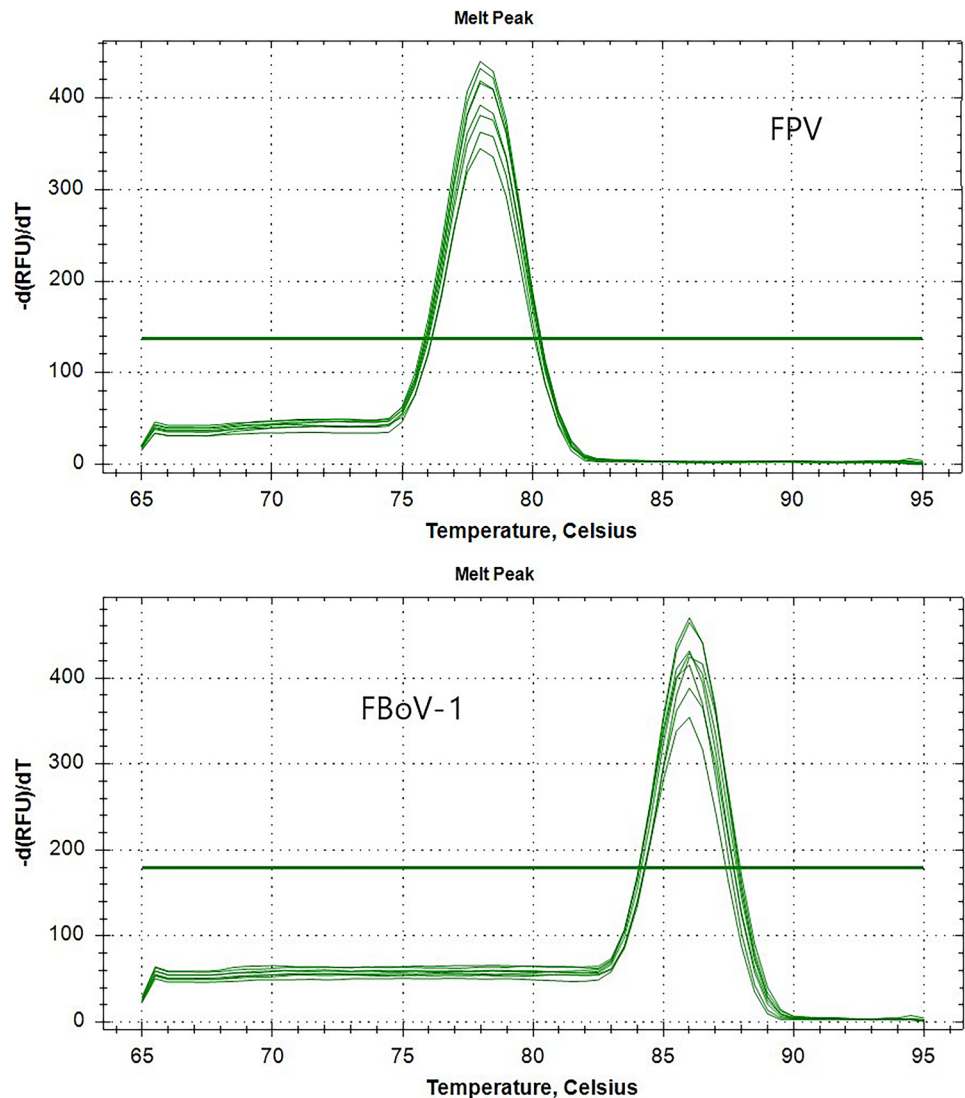 Melt Peak
400
300
200
100
0
-d(RFU)/dT
FPV
65 70 75 80 85 90 95
Temperature, Celsius
Melt Peak
400
300
200
100
0
-d(RFU)/dT
FBoV-1
65 70 75 80 85 90 95
Temperature, Celsius